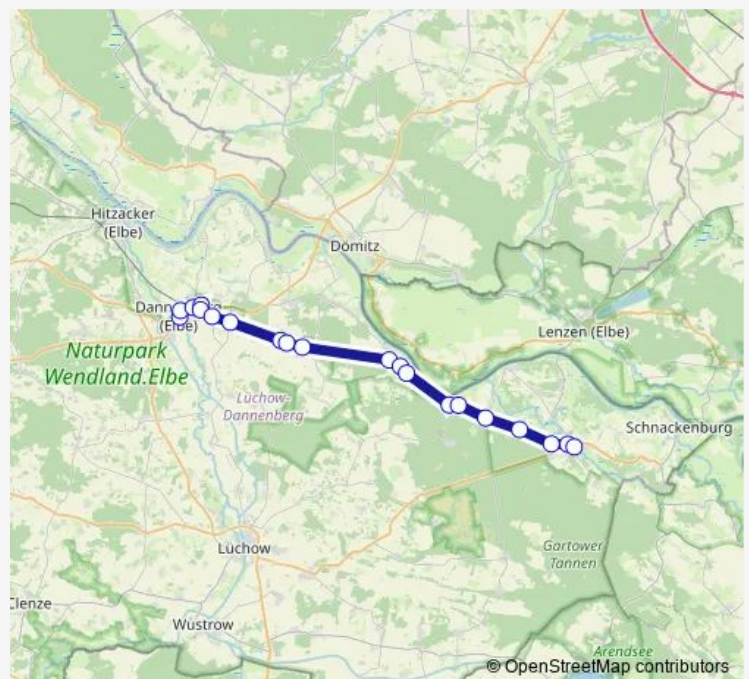 Hitzacker
(Elbe)
Dömitz
Dann
(Elbe)
Lenzen (Elbe)
Naturpark
Wendland.Elbe
Lüchow-
Dannenberg
Schnackenburg
Lüchow
Gartower
Tannen
Clenze
Wustrow
Arendsee
© OpenStreetMap contributors